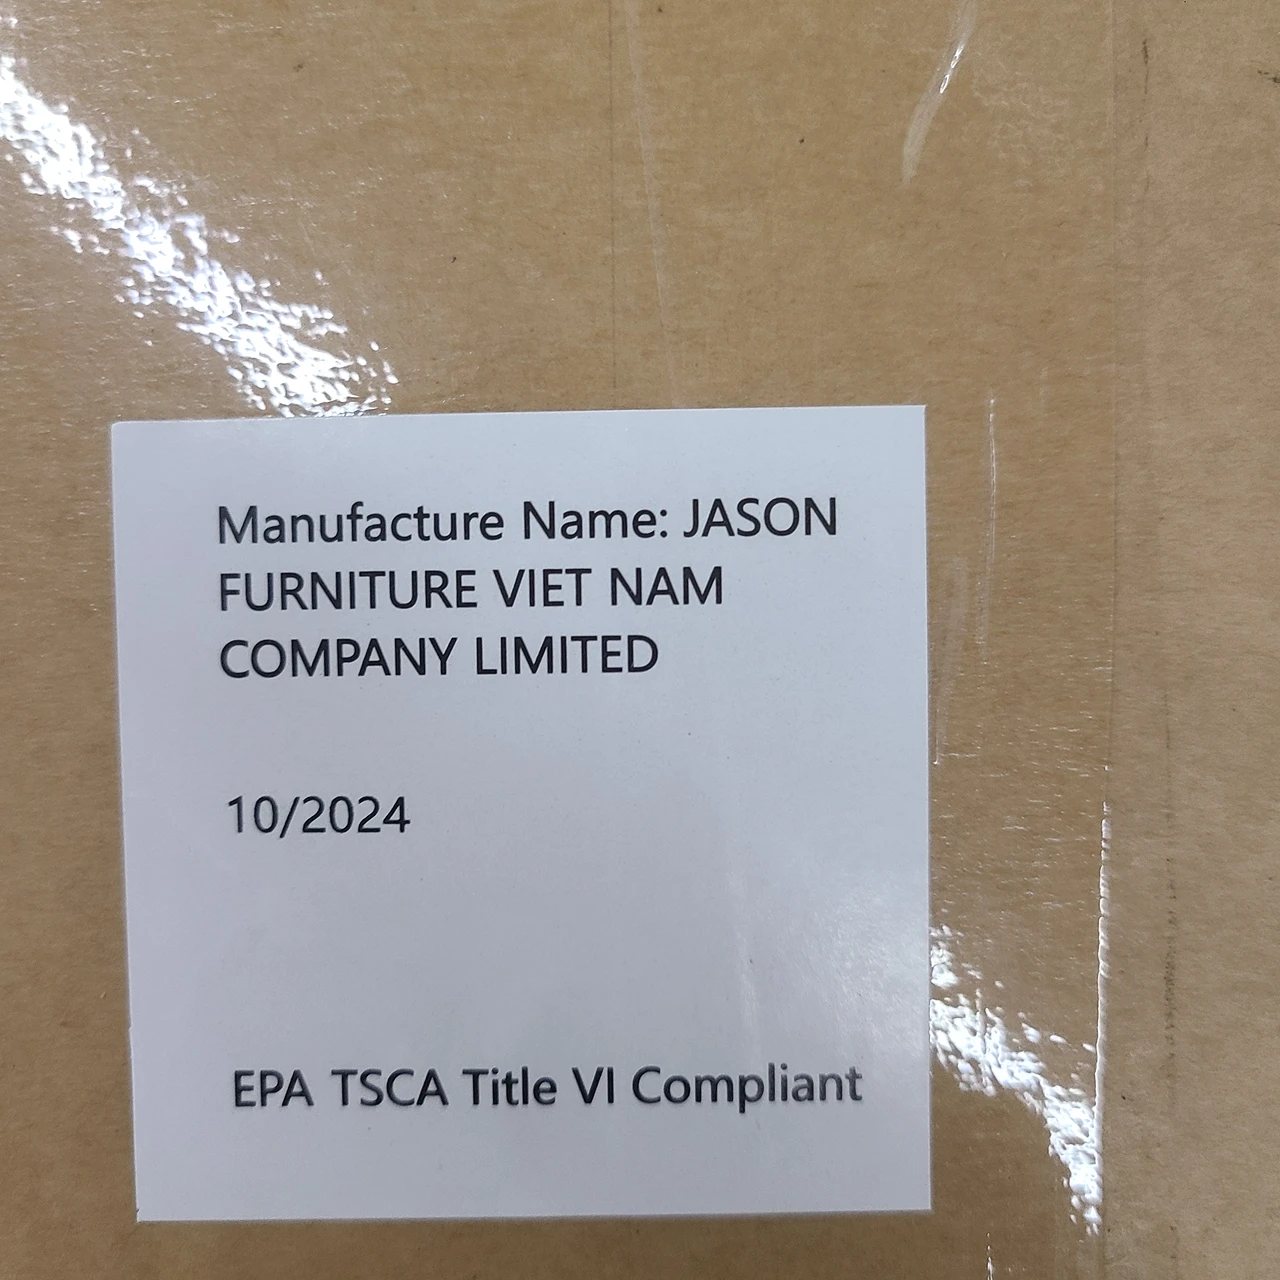 Manufacture Name: JASON
FURNITURE VIET NAM
COMPANY LIMITED
10/2024
EPA TSCA Title VI Compliant